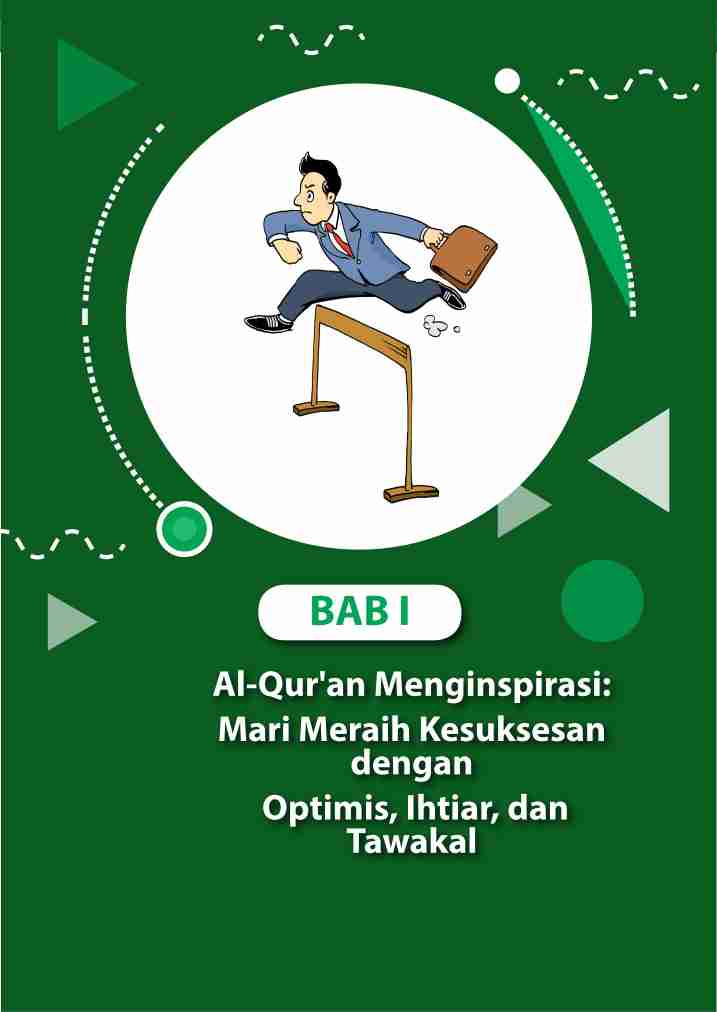 BAB I
Al-Qur'an Menginspirasi:
Mari Meraih Kesuksesan
dengan
Optimis, Ihtiar, dan
Tawakal